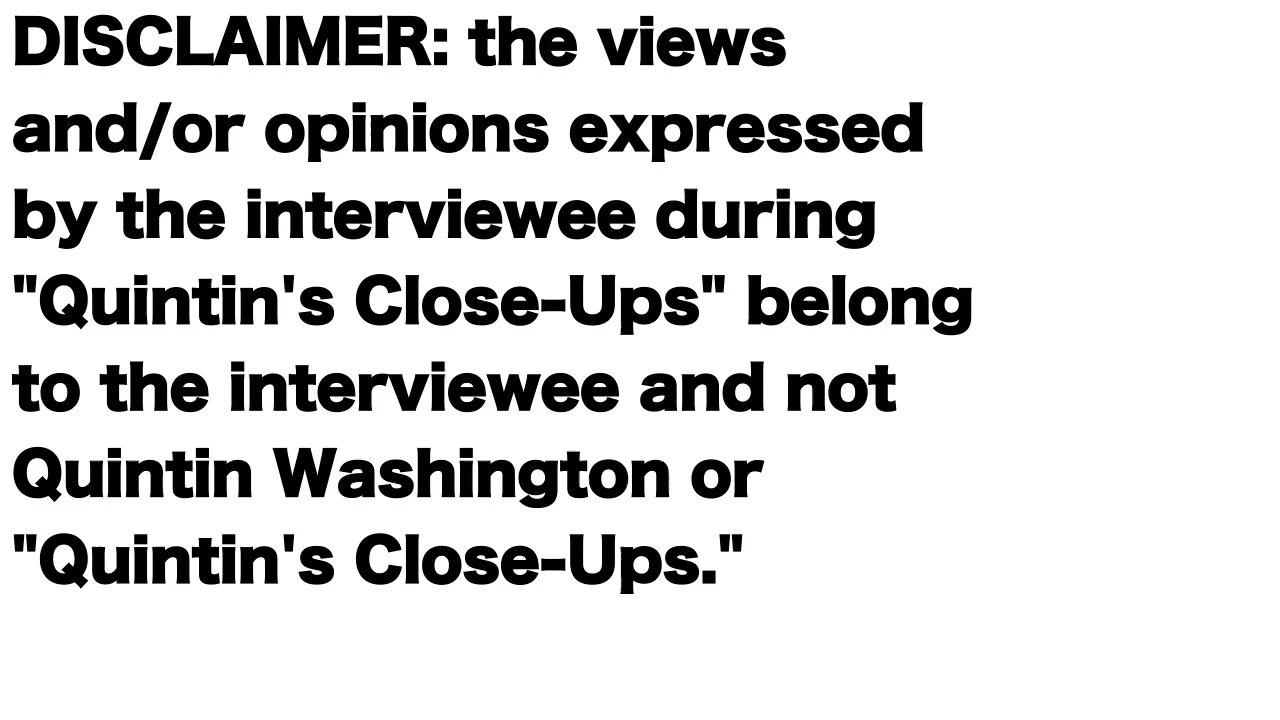 DISCLAIMER: the views
and/or opinions expressed
by the interviewee during
"Quintin's Close-Ups" belong
to the interviewee and not
Quintin Washington or
"Quintin's Close-Ups."